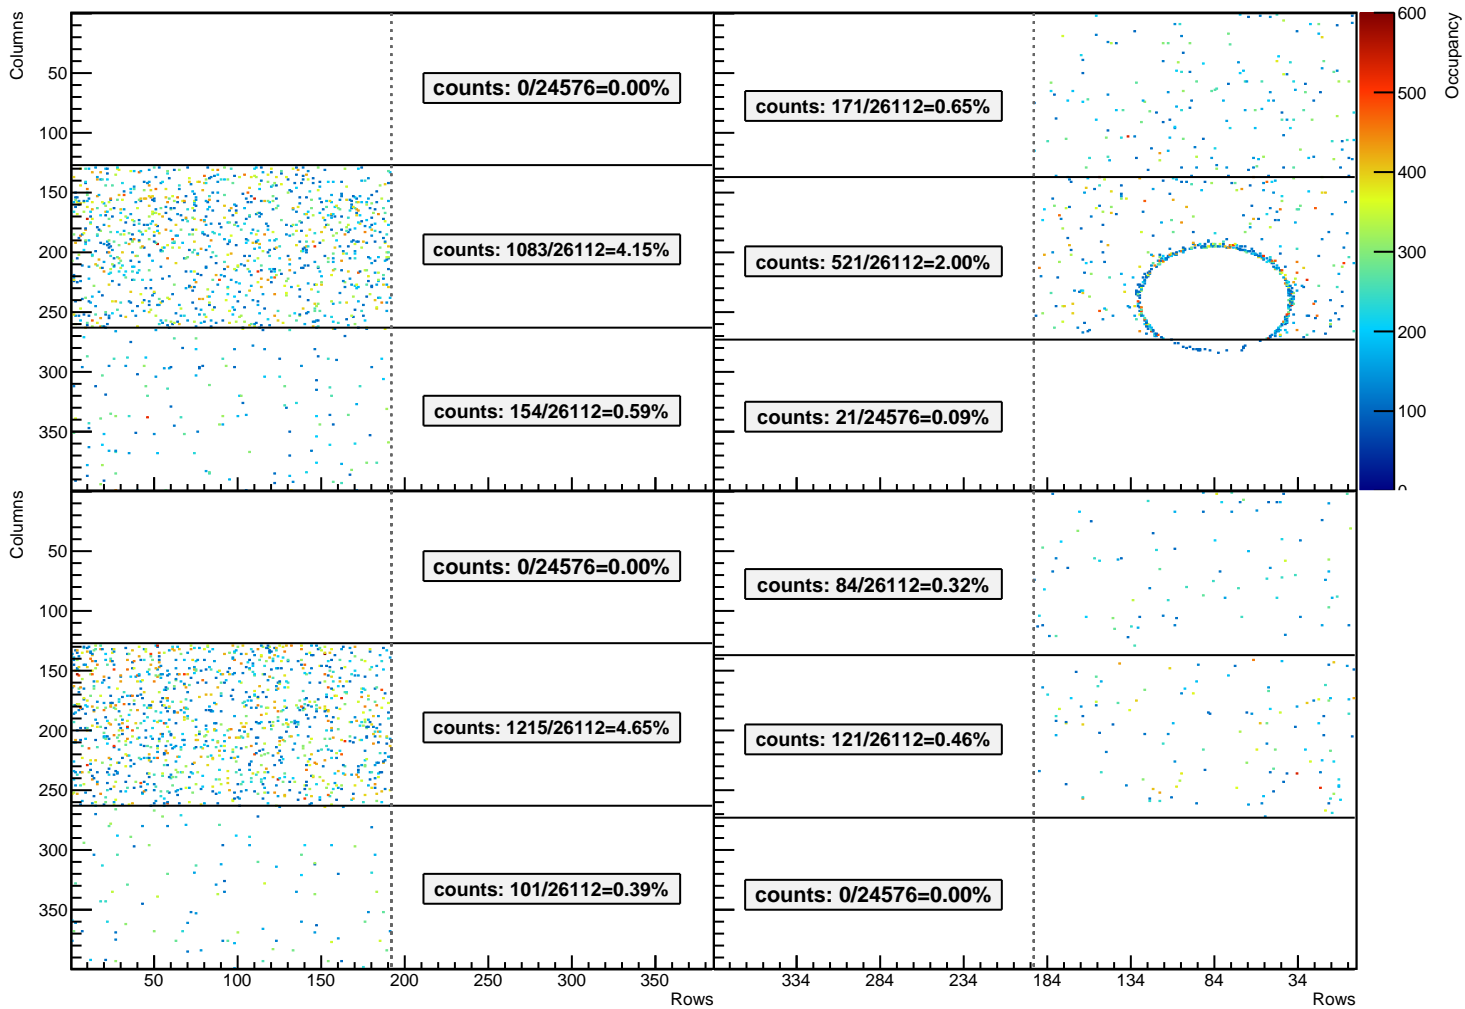 Columns
50
100
150
200
250
300
350
counts: 0/24576=0.00%
counts: 1083/26112=4.15%
counts: 154/26112=0.59%
counts: 171/26112=0.65%
counts: 521/26112=2.00%
counts: 21/24576=0.09%
600
500
400
300
200
100
0
Occupancy
Columns
50
100
150
200
250
300
350
counts: 0/24576=0.00%
counts: 1215/26112=4.65%
counts: 101/26112=0.39%
counts: 84/26112=0.32%
counts: 121/26112=0.46%
counts: 0/24576=0.00%
50 100 150 200 250 300 350
Rows
334 284 234 184 134 84 34
Rows